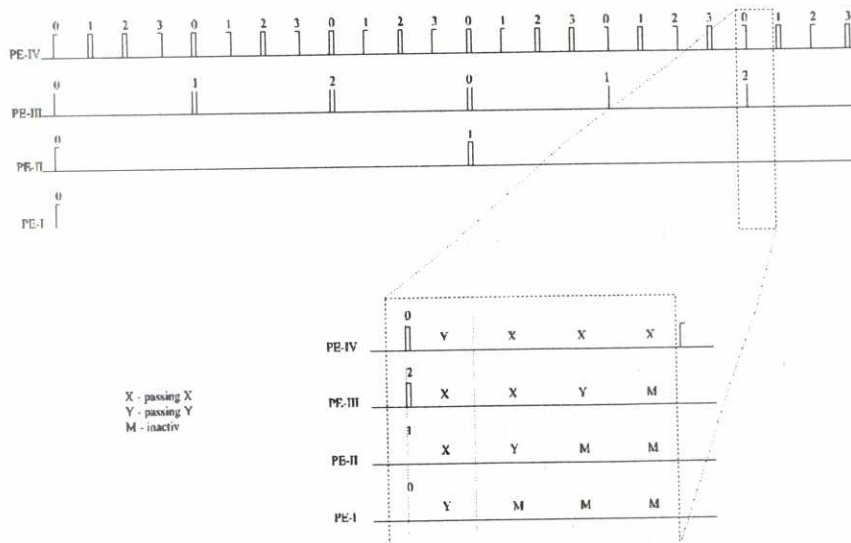 0 1 2 3 0 1 2 3 0 1 2 3 0 1 2 3 0 1 2 3 0 1 2 3
PE-IV
0 1 2 0 1 2
PE-III
0 1
PE-II
0
PE-I
0
PE-IV Y X X X
2
PE-III X X Y M
1
PE-II X Y M M
0
PE-I Y M M M
X - passing X
Y - passing Y
M - inactiv